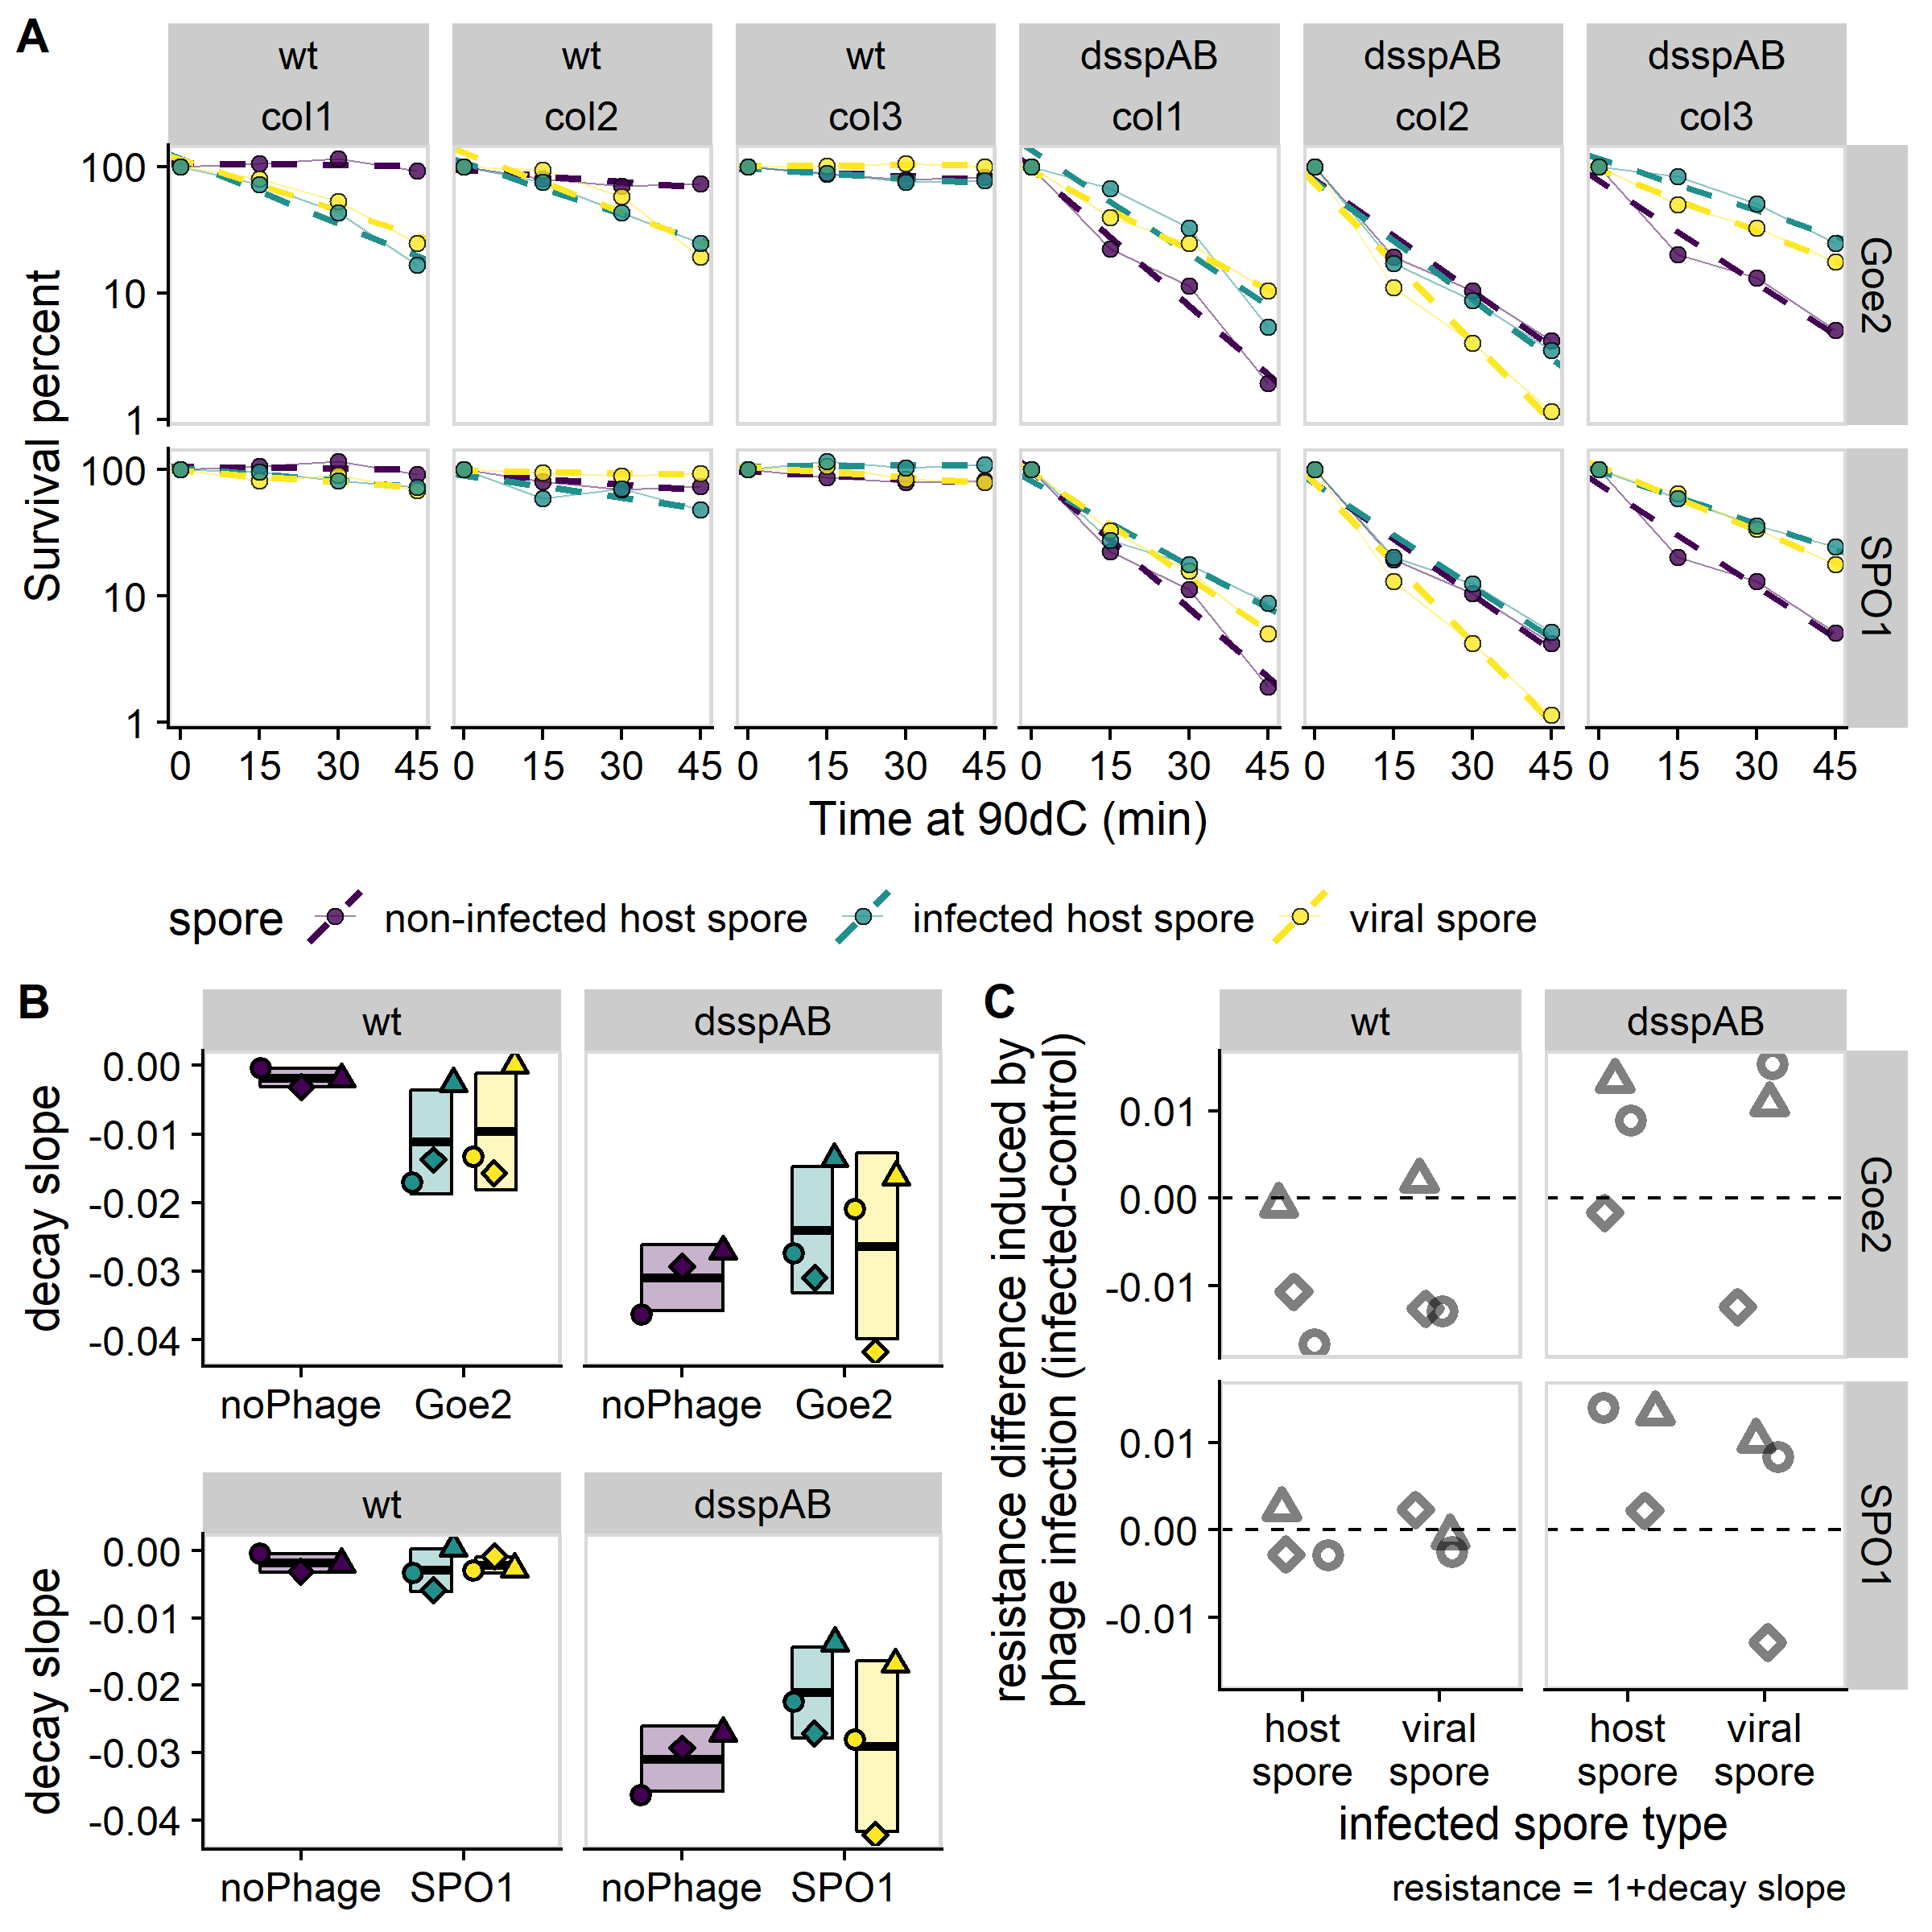 A
wt wt wt dsspAB dsspAB dsspAB
col1 col2 col3 col1 col2 col3
Survival percent
100
10
1
Goe2
100
10
1
SPO1
0 15 30 45 0 15 30 45 0 15 30 45 0 15 30 45 0 15 30 45 0 15 30 45
Time at 90dC (min)
spore non-infected host spore infected host spore viral spore
B
wt dsspAB
decay slope
0.00
-0.01
-0.02
-0.03
-0.04
noPhage Goe2 noPhage Goe2
wt dsspAB
decay slope
0.00
-0.01
-0.02
-0.03
-0.04
noPhage SPO1 noPhage SPO1
C
resistance difference induced by
phage infection (infected-control)
wt dsspAB
0.01
0.00
-0.01
Goe2
0.01
0.00
-0.01
SPO1
host viral host viral
spore spore spore spore
infected spore type
resistance = 1+decay slope